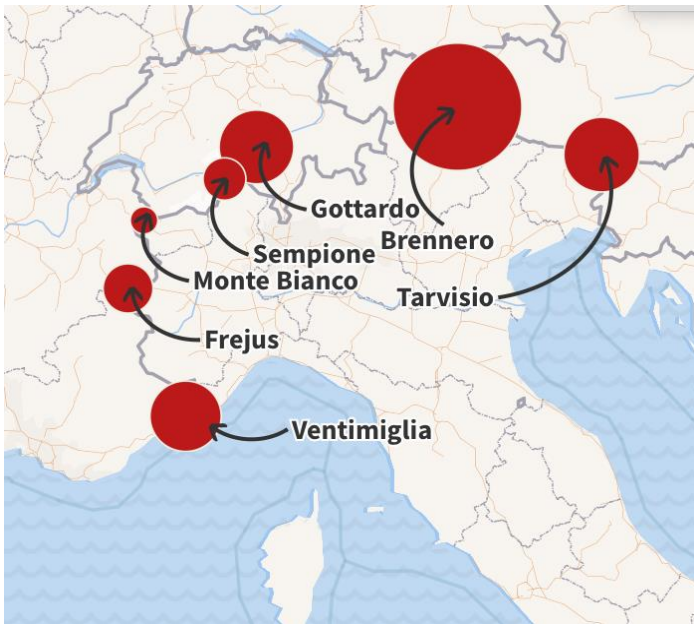 Gottardo
Brennero
Sempione
Monte Bianco
Tarvisio
Frejus
Ventimiglia